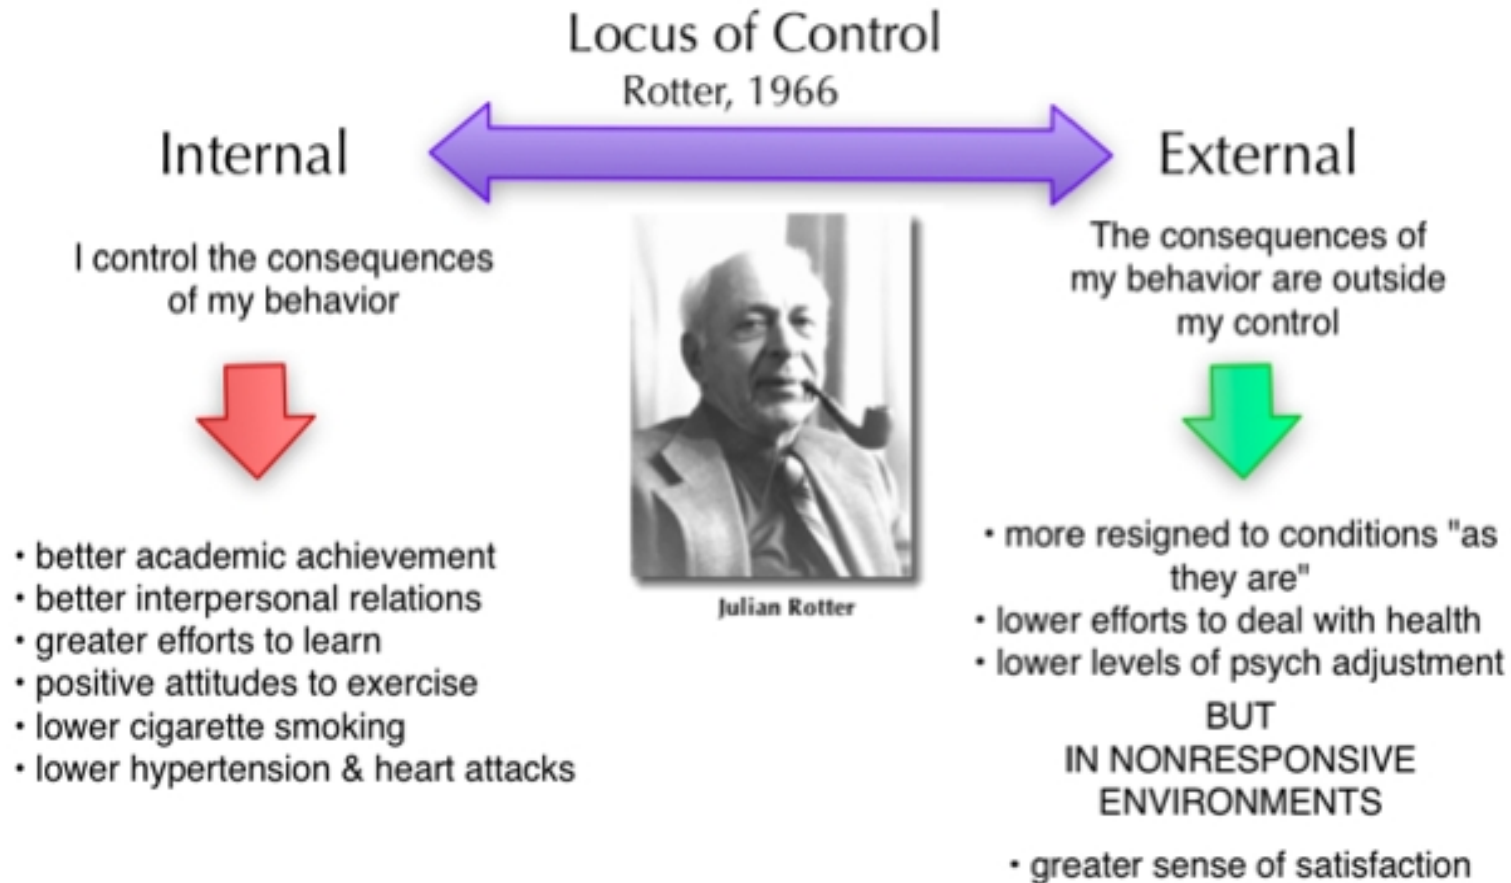 Locus of Control
Rotter, 1966
Internal
I control the consequences
of my behavior
• better academic achievement
• better interpersonal relations
• greater efforts to learn
• positive attitudes to exercise
• lower cigarette smoking
• lower hypertension & heart attacks
Julian Rotter
External
The consequences of
my behavior are outside
my control
• more resigned to conditions "as
they are"
• lower efforts to deal with health
• lower levels of psych adjustment
BUT
IN NONRESPONSIVE
ENVIRONMENTS
• greater sense of satisfaction